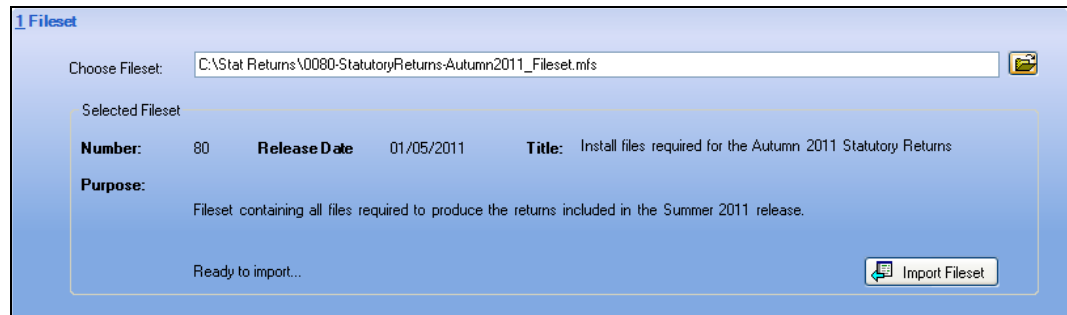 1 Fileset
Choose Fileset: C:\Stat Returns\0080-StatutoryReturns-Autumn2011_Fileset.mfs
Selected Fileset
Number: 80 Release Date 01/05/2011 Title: Install files required for the Autumn 2011 Statutory Returns
Purpose:
Fileset containing all files required to produce the returns included in the Summer 2011 release.
Ready to import... Import Fileset